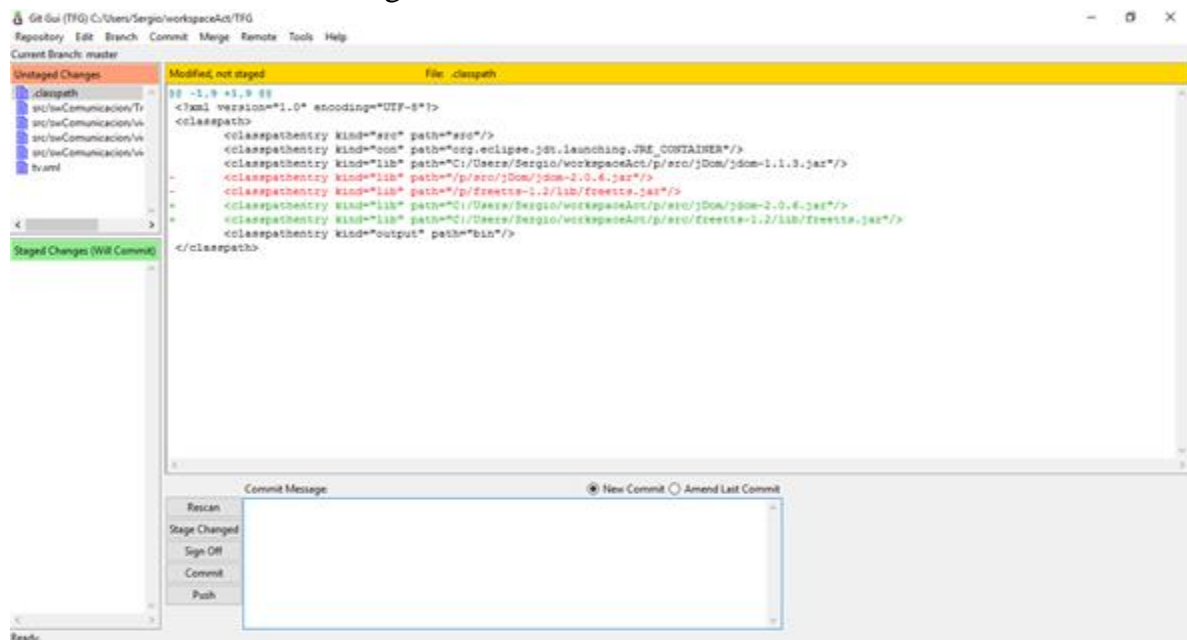 Git Gui (TFG) C:/Users/Sergio/workspaceAct/TFG
Repository Edit Branch Commit Merge Remote Tools Help
Current Branch: master
Unstaged Changes
.classpath
src/swComunicacion/Tr
src/swComunicacion/vi
src/swComunicacion/vi
src/swComunicacion/vi
tv.xml
Staged Changes (Will Commit)
Modified, not staged File: .classpath
@@ -1,9 +1,9 @@
<?xml version="1.0" encoding="UTF-8"?>
<classpath>
<classpathentry kind="src" path="src"/>
<classpathentry kind="con" path="org.eclipse.jdt.launching.JRE_CONTAINER"/>
<classpathentry kind="lib" path="C:/Users/Sergio/workspaceAct/p/src/jDom/jdom-1.1.3.jar"/>
- <classpathentry kind="lib" path="/p/src/jDom/jdom-2.0.6.jar"/>
- <classpathentry kind="lib" path="/p/freetts-1.2/lib/freetts.jar"/>
+ <classpathentry kind="lib" path="C:/Users/Sergio/workspaceAct/p/src/jDom/jdom-2.0.6.jar"/>
+ <classpathentry kind="lib" path="C:/Users/Sergio/workspaceAct/p/src/freetts-1.2/lib/freetts.jar"/>
<classpathentry kind="output" path="bin"/>
</classpath>
Commit Message: New Commit Amend Last Commit
Rescan
Stage Changed
Sign Off
Commit
Push
Ready.